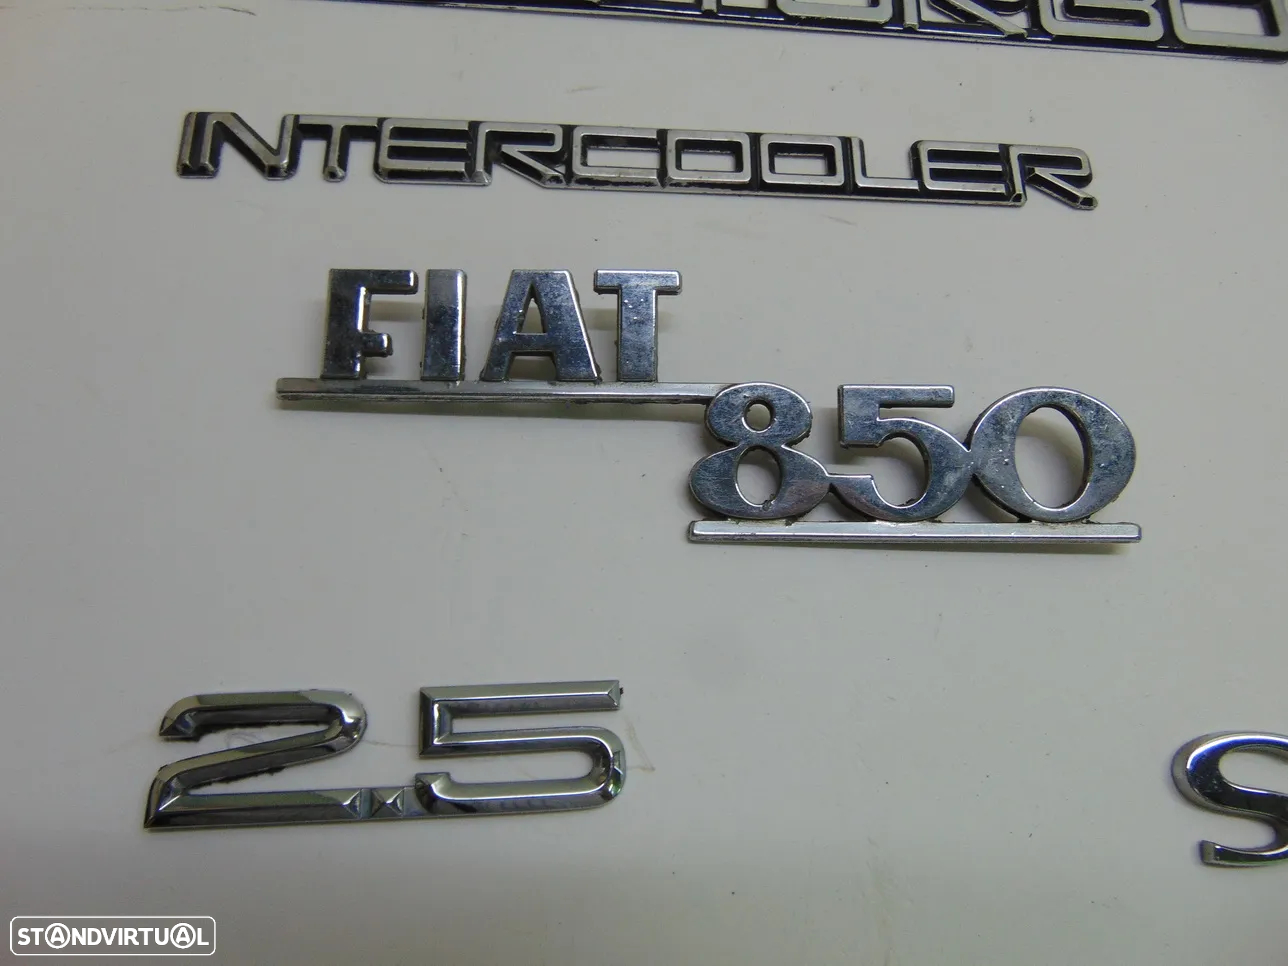 INTERCOOLER
FIAT
850
2.5
S
STANDVIRTUAL